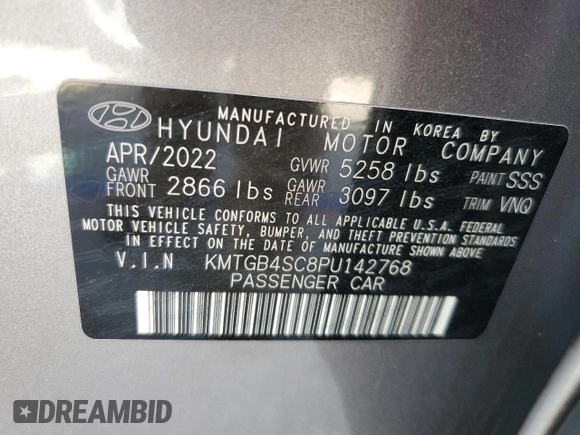 MANUFACTURED IN KOREA BY
HYUNDAI MOTOR COMPANY
APR/2022 GVWR 5258 lbs PAINT SSS
GAWR FRONT 2866 lbs GAWR REAR 3097 lbs TRIM VNQ
THIS VEHICLE CONFORMS TO ALL APPLICABLE U.S.A. FEDERAL
MOTOR VEHICLE SAFETY, BUMPER, AND THEFT PREVENTION STANDARDS
IN EFFECT ON THE DATE OF MANUFACTURE SHOWN ABOVE.
V.I.N KMTGB4SC8PU142768
PASSENGER CAR
DREAMBID